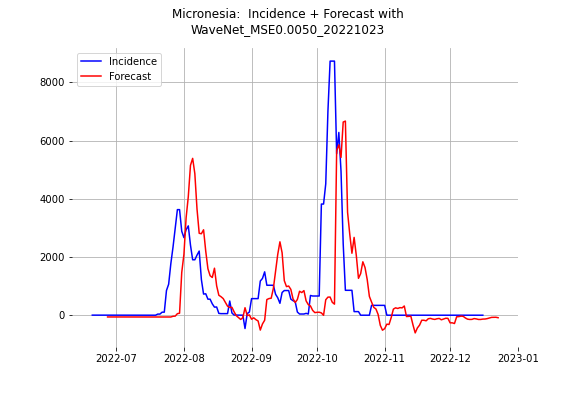 Micronesia:  Incidence + Forecast with
WaveNet_MSE0.0050_20221023
Incidence
Forecast
8000
6000
4000
2000
0
2022-07 2022-08 2022-09 2022-10 2022-11 2022-12 2023-01